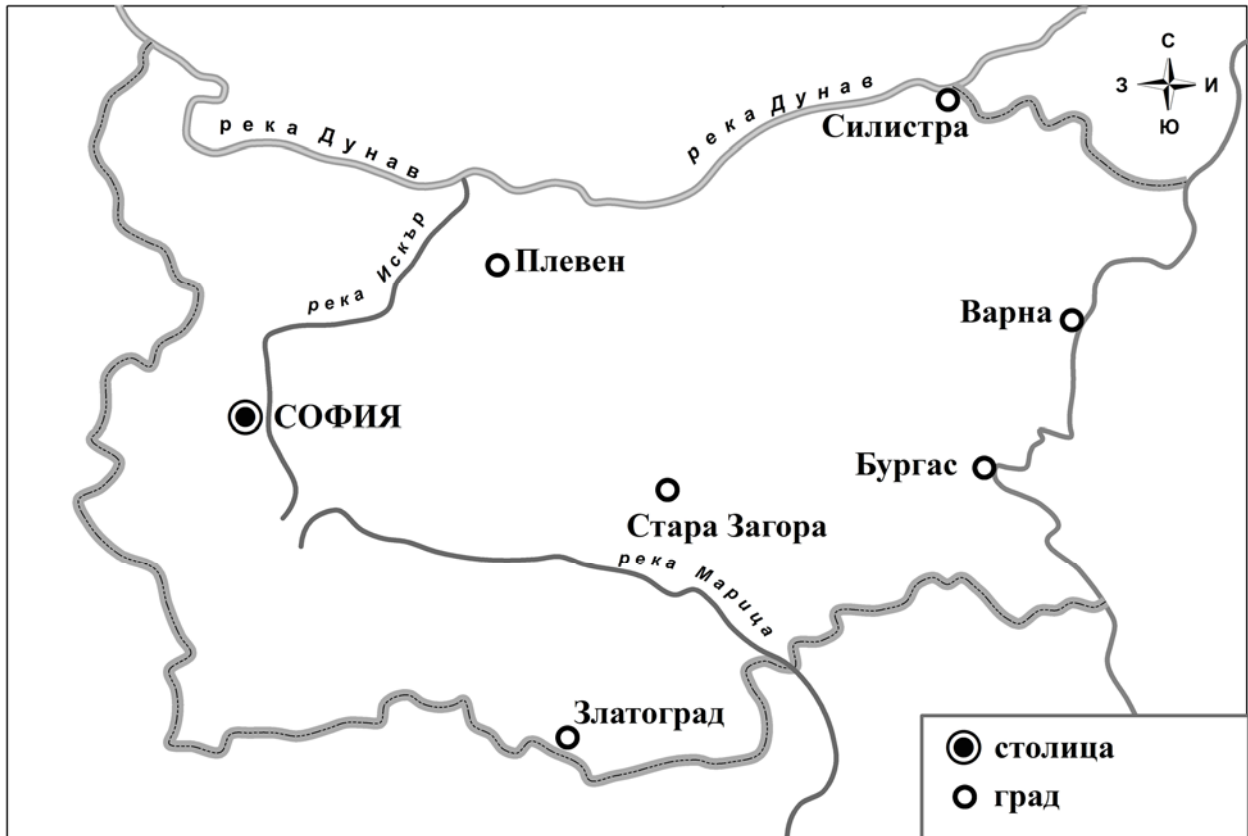 С
З
И
Ю
река Дунав
река Дунав
Силистра
река Искър
Плевен
Варна
СОФИЯ
Бургас
Стара Загора
река Марица
Златоград
столица
град